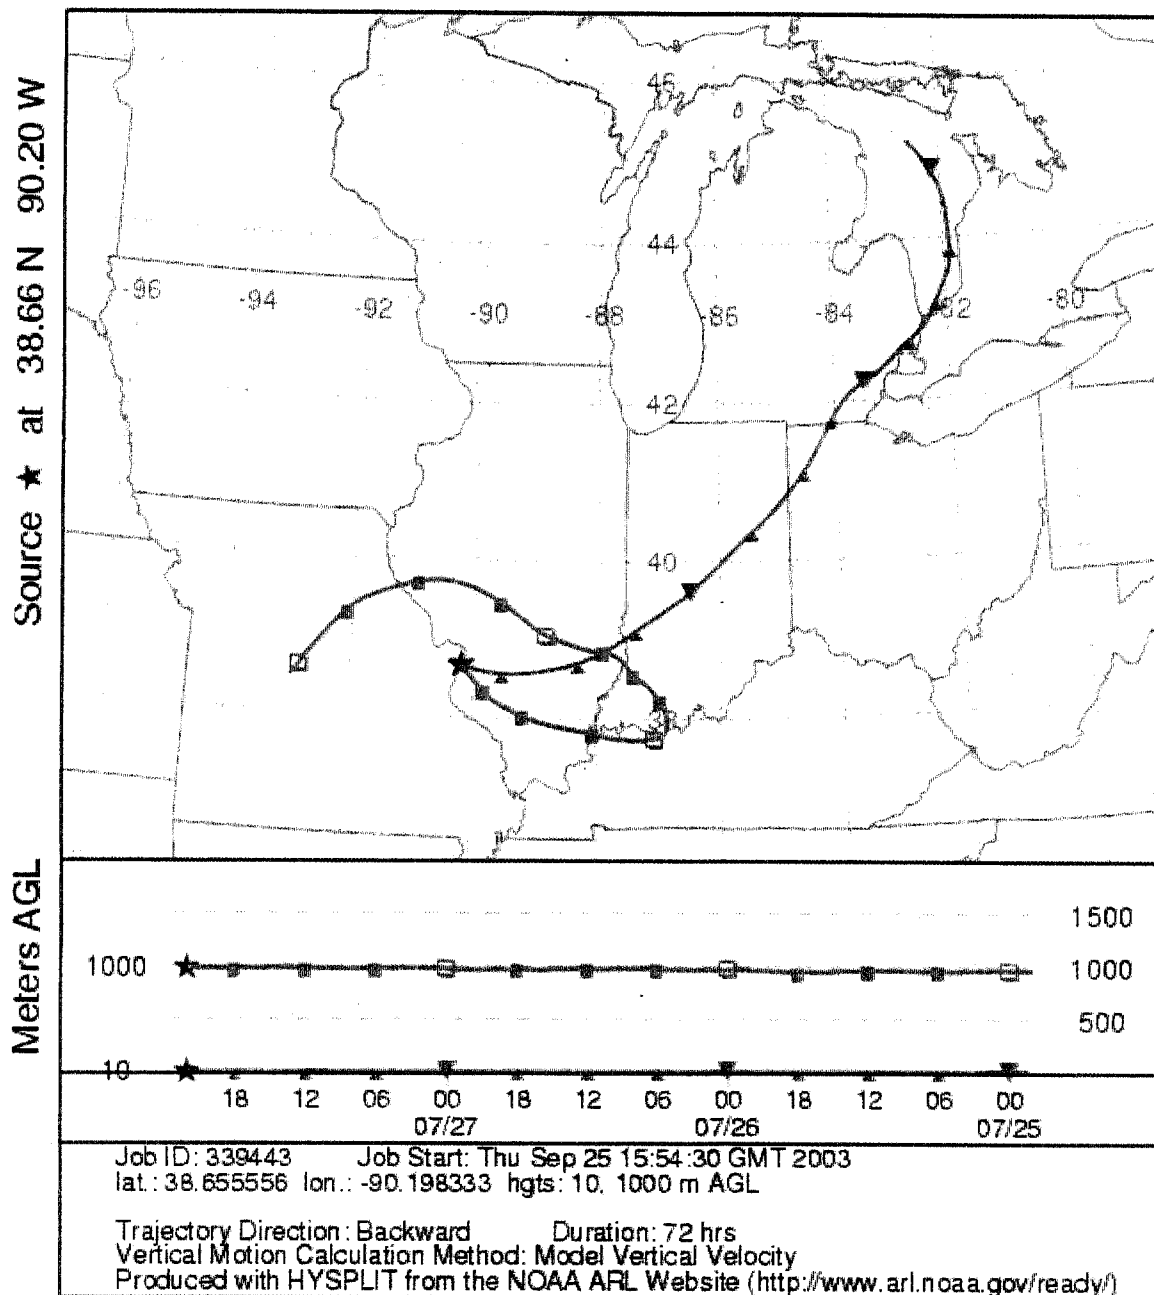 Source ★ at 38.66 N 90.20 W
46
44
-96 -94 -92 -90 -88 -86 -84 -82 -80
42
40
Meters AGL
1500
1000 1000
500
10
18 12 06 00 18 12 06 00 18 12 06 00
07/27 07/26 07/25
Job ID: 339443 Job Start: Thu Sep 25 15:54:30 GMT 2003
lat.: 38.655556 lon.: -90.198333 hgts: 10, 1000 m AGL
Trajectory Direction: Backward Duration: 72 hrs
Vertical Motion Calculation Method: Model Vertical Velocity
Produced with HYSPLIT from the NOAA ARL Website (http://www.arl.noaa.gov/ready/)